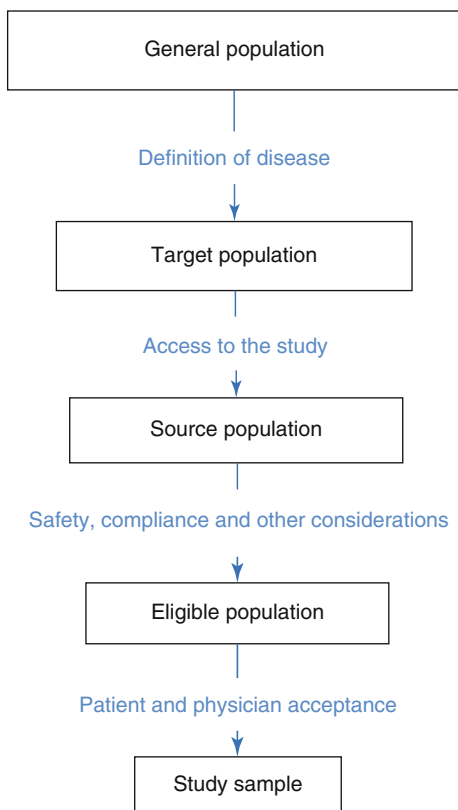 General population
Definition of disease
Target population
Access to the study
Source population
Safety, compliance and other considerations
Eligible population
Patient and physician acceptance
Study sample